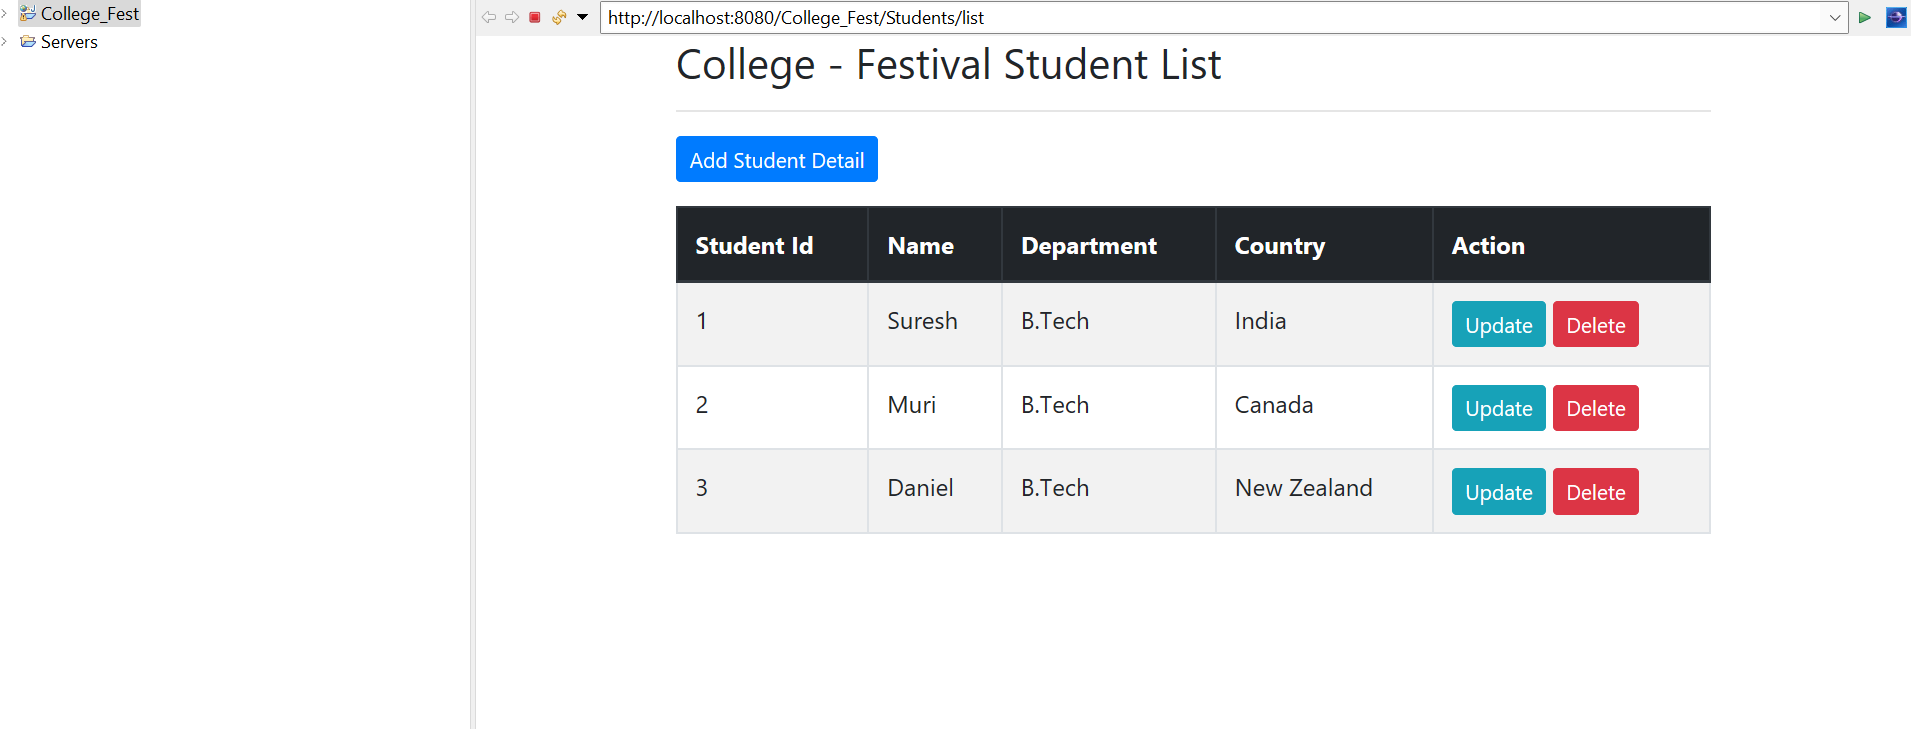 College_Fest
Servers
http://localhost:8080/College_Fest/Students/list
College - Festival Student List
Add Student Detail
Student Id Name Department Country Action
1 Suresh B.Tech India Update Delete
2 Muri B.Tech Canada Update Delete
3 Daniel B.Tech New Zealand Update Delete